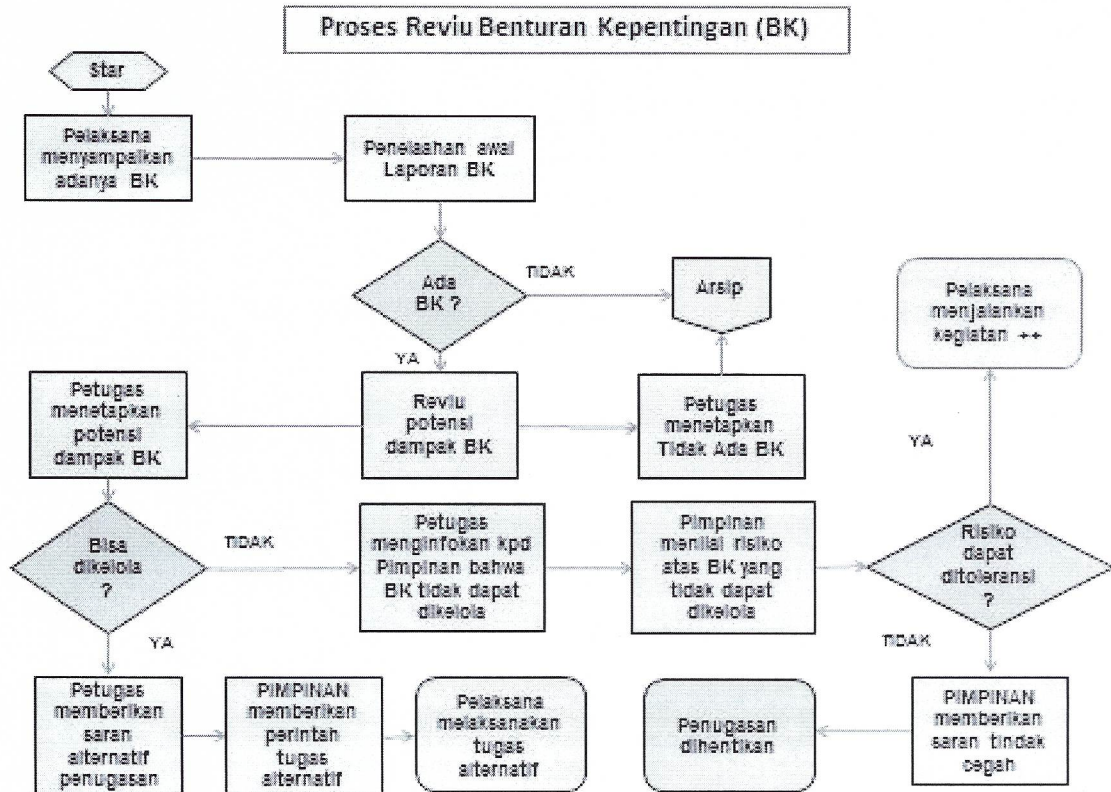 Proses Reviu Benturan Kepentingan (BK)
Star
Pelaksana
menyampaikan
adanya BK
Penelaahan awal
Laporan BK
Ada
BK ?
TIDAK
Arsip
Pelaksana
menjalankan
kegiatan ++
YA
Petugas
menetapkan
potensi
dampak BK
Reviu
potensi
dampak BK
Petugas
menetapkan
Tidak Ada BK
YA
Bisa
dikelola
?
TIDAK
Petugas
menginfokan kpd
Pimpinan bahwa
BK tidak dapat
dikelola
Pimpinan
menilai risiko
atas BK yang
tidak dapat
dikelola
Risiko
dapat
ditoleransi
?
YA
TIDAK
Petugas
memberikan
saran
alternatif
penugasan
PIMPINAN
memberikan
perintah
tugas
alternatif
Pelaksana
melaksanakan
tugas
alternatif
Penugasan
dihentikan
PIMPINAN
memberikan
saran tindak
cegah